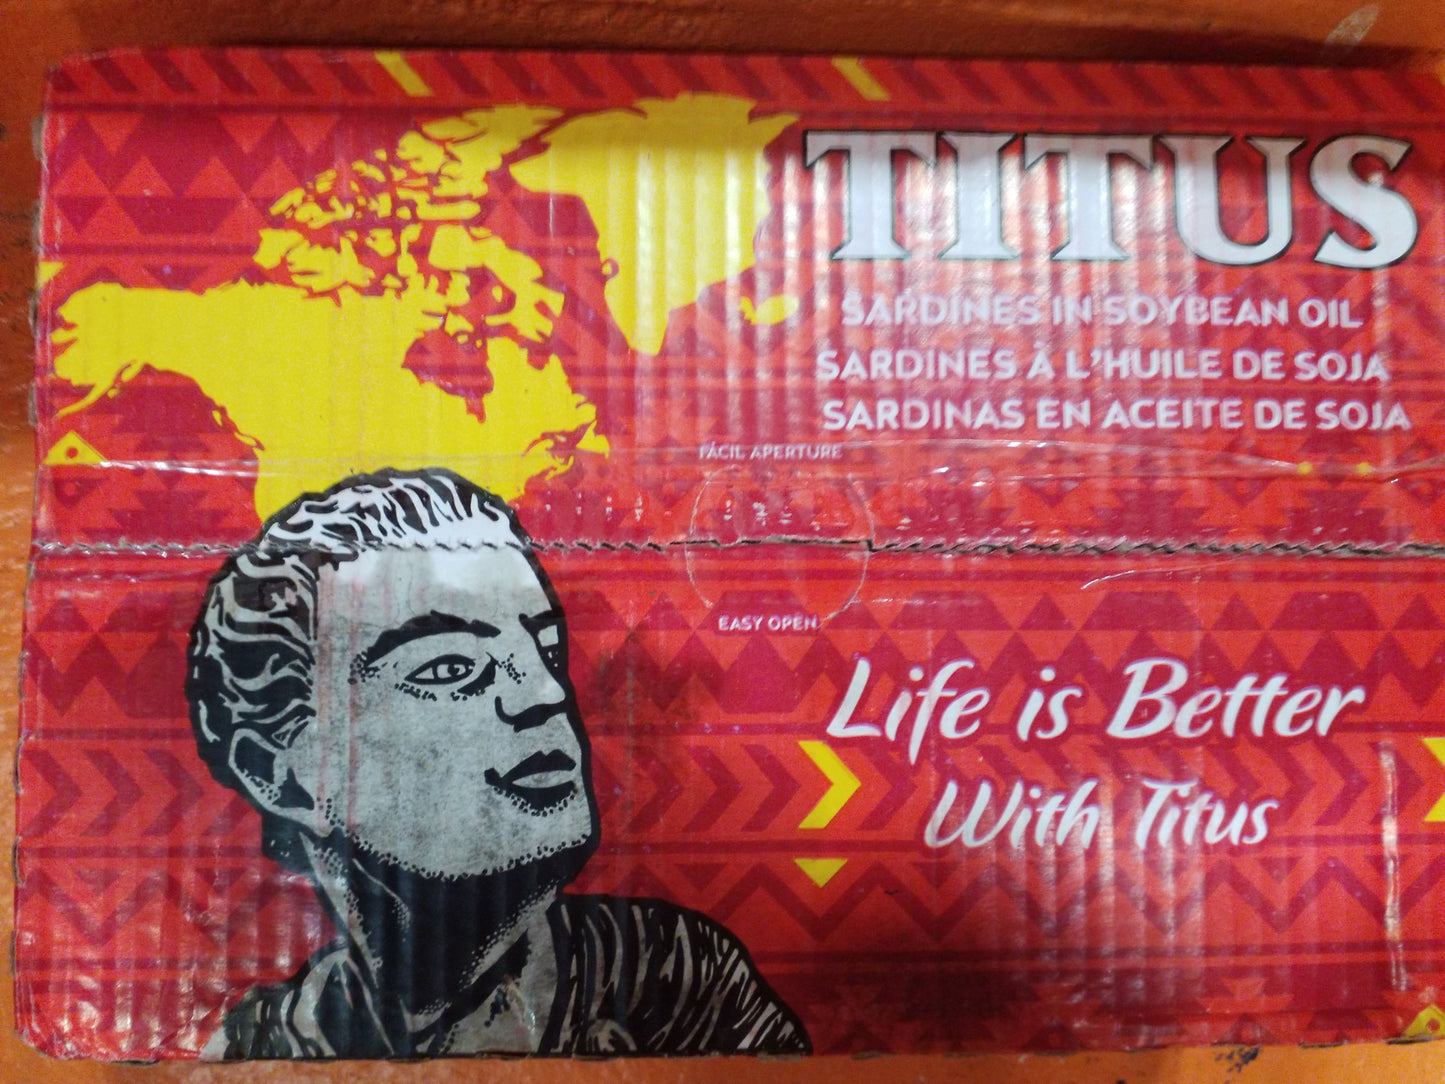 TITUS
SARDINES IN SOYBEAN OIL
SARDINES À L'HUILE DE SOJA
SARDINAS EN ACEITE DE SOJA
FÁCIL APERTURE
EASY OPEN
Life is Better
With Titus